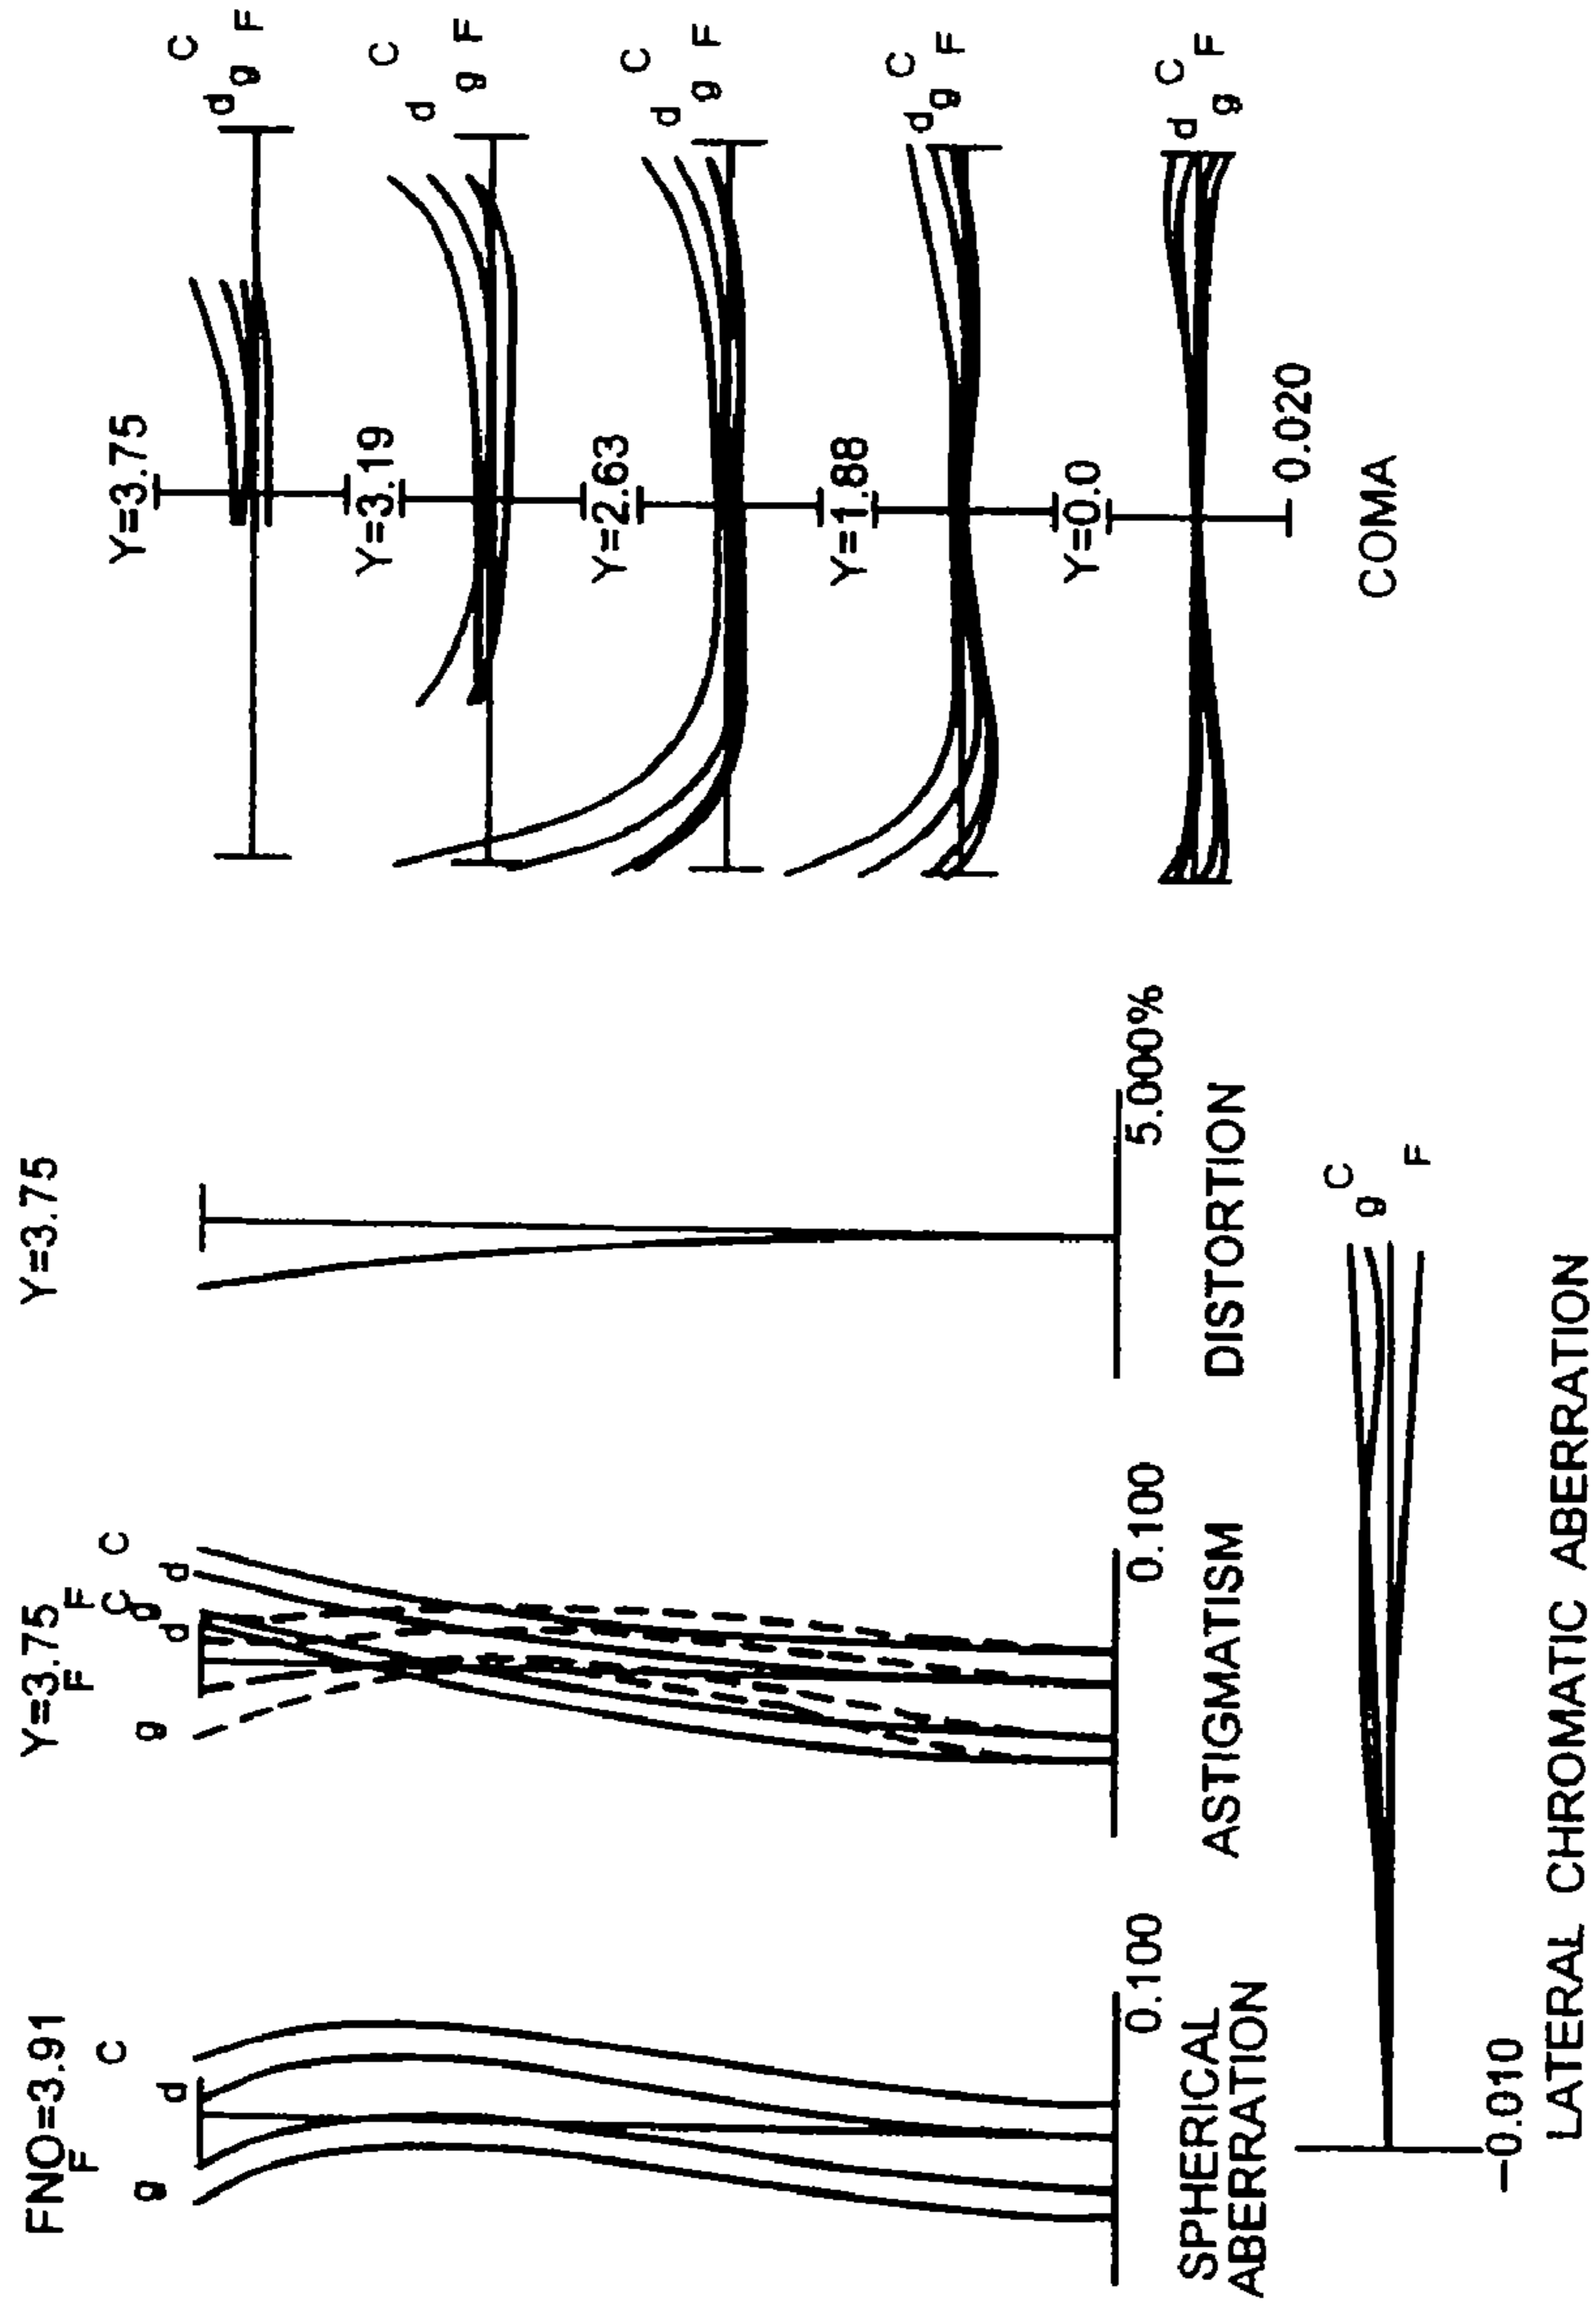 FNO=3.91
F
C
g
d
SPHERICAL
ABERRATION
0.100
Y=3.75
F F
C C
g g
d d
ASTIGMATISM
0.100
Y=3.75
DISTORTION
5.000%
Y=3.75
C
d
g
F
Y=3.19
C
d
g
F
Y=2.63
C
d
g
F
Y=1.88
C
d
g
F
Y=0.0
C
d
g
F
0.020
COMA
C
g
F
-0.010
LATERAL CHROMATIC ABERRATION